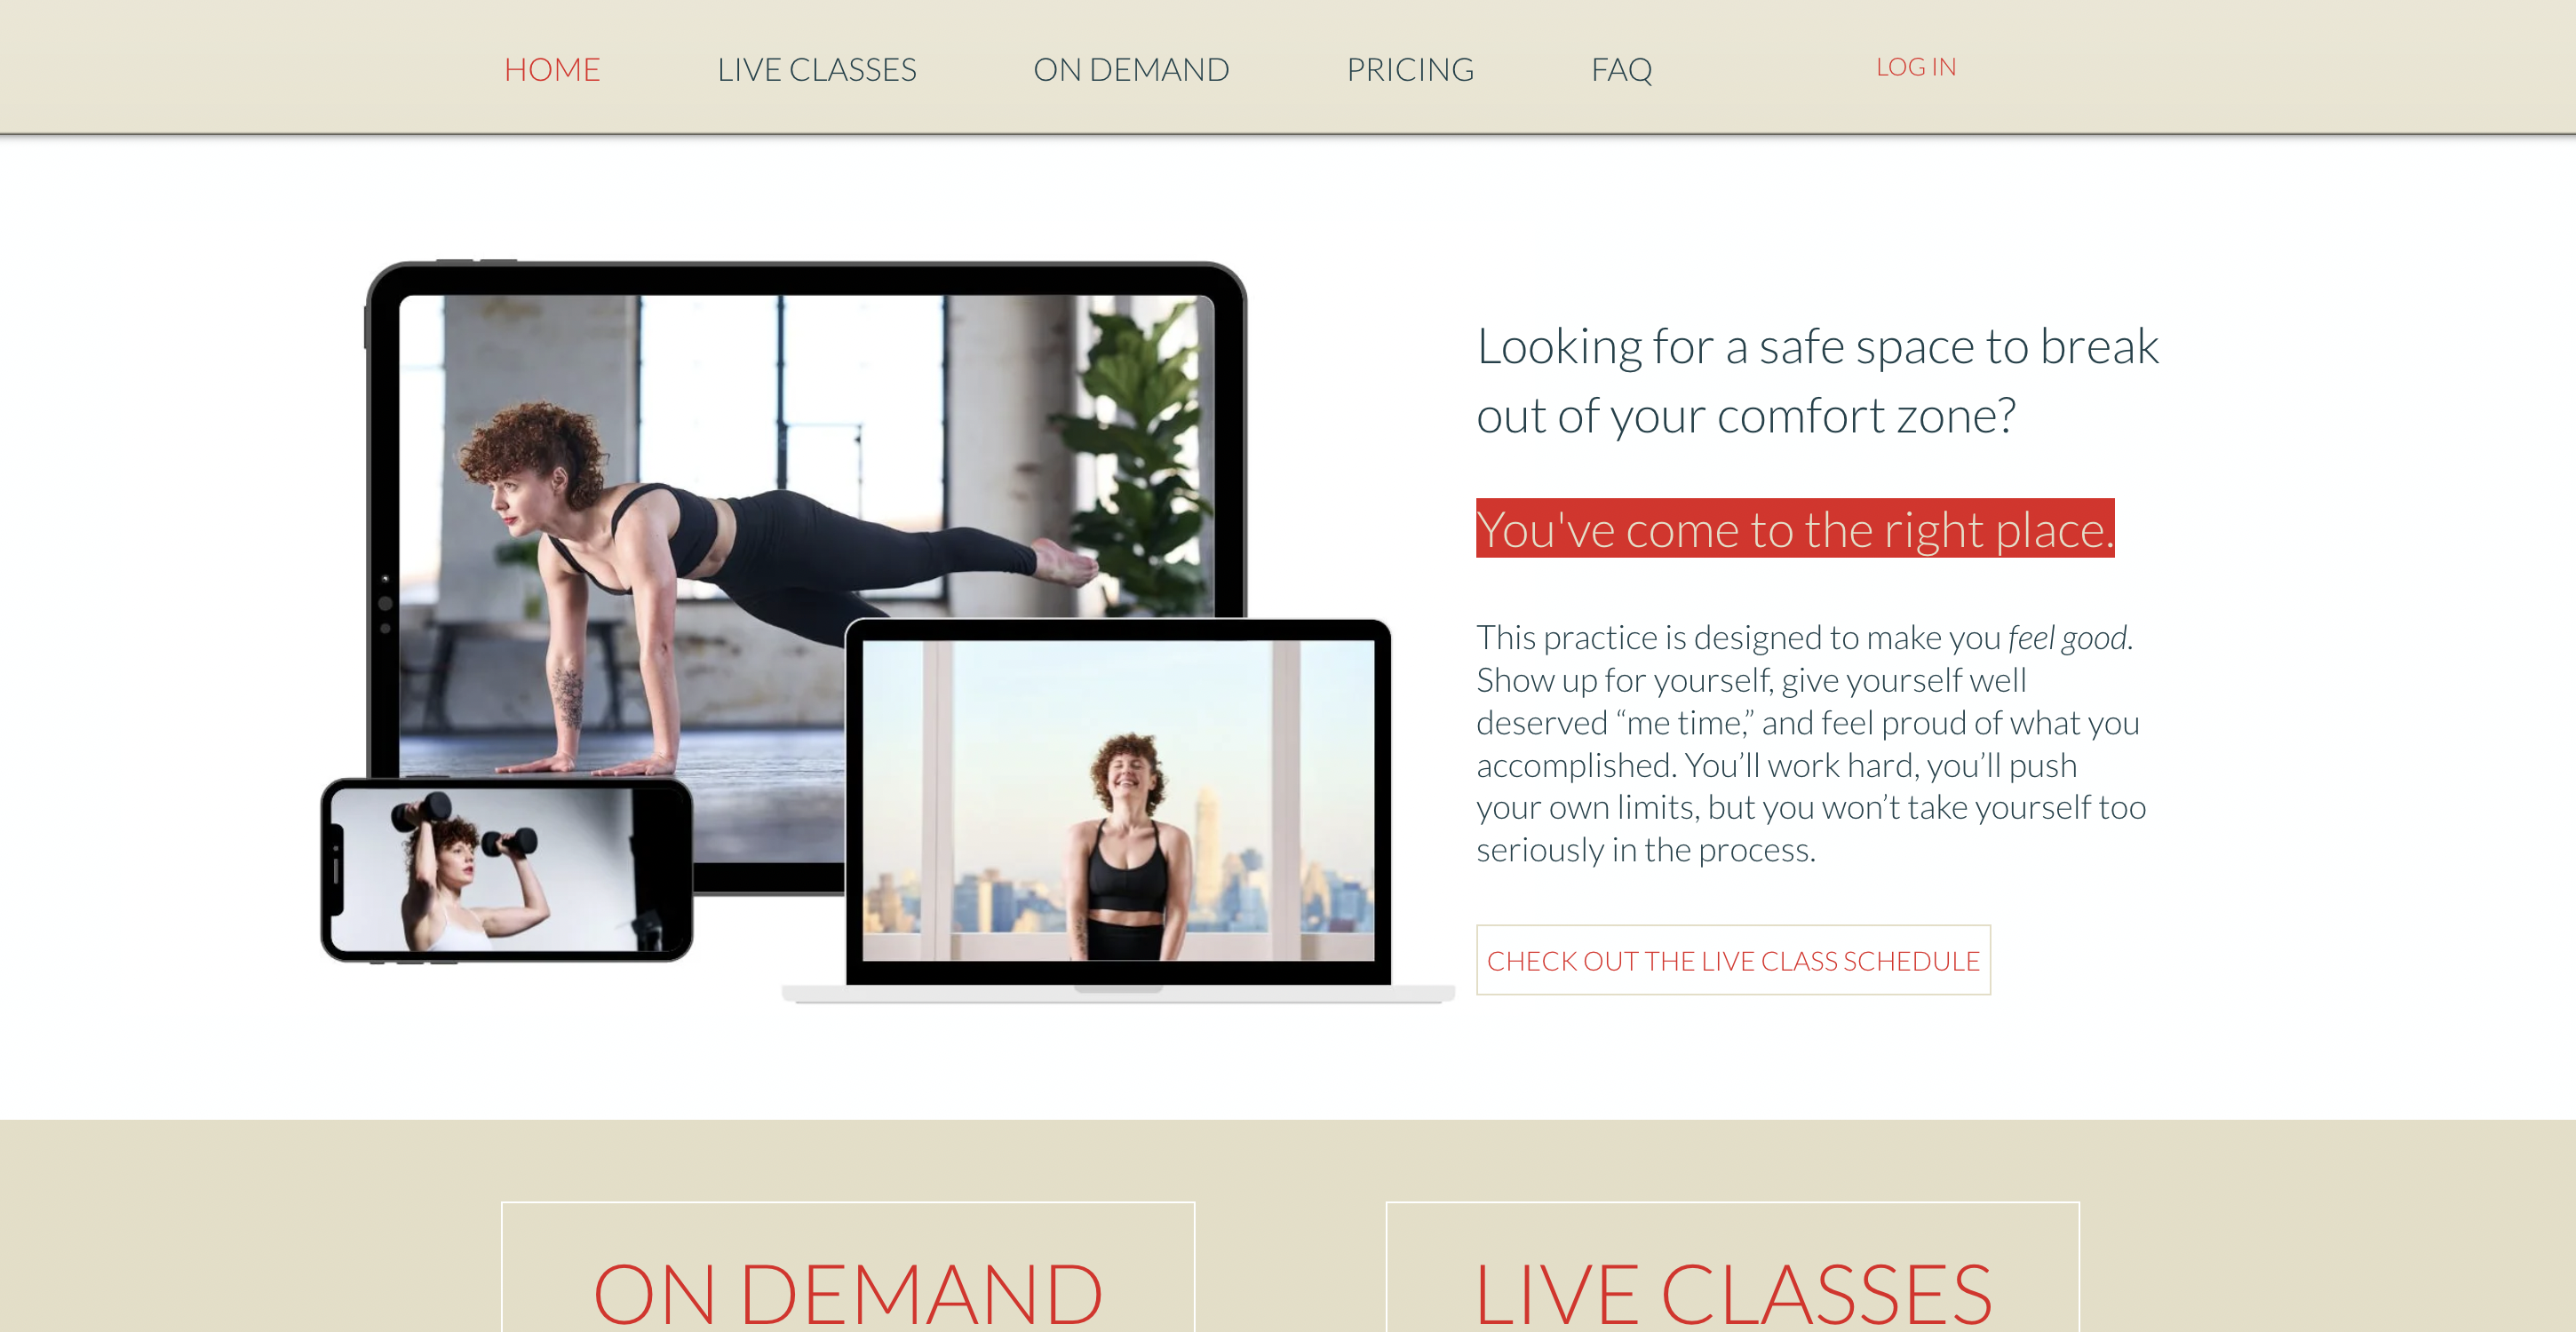 HOME LIVE CLASSES ON DEMAND PRICING FAQ LOG IN
Looking for a safe space to break
out of your comfort zone?
You've come to the right place.
This practice is designed to make you feel good.
Show up for yourself, give yourself well
deserved “me time,” and feel proud of what you
accomplished. You’ll work hard, you’ll push
your own limits, but you won’t take yourself too
seriously in the process.
CHECK OUT THE LIVE CLASS SCHEDULE
ON DEMAND LIVE CLASSES